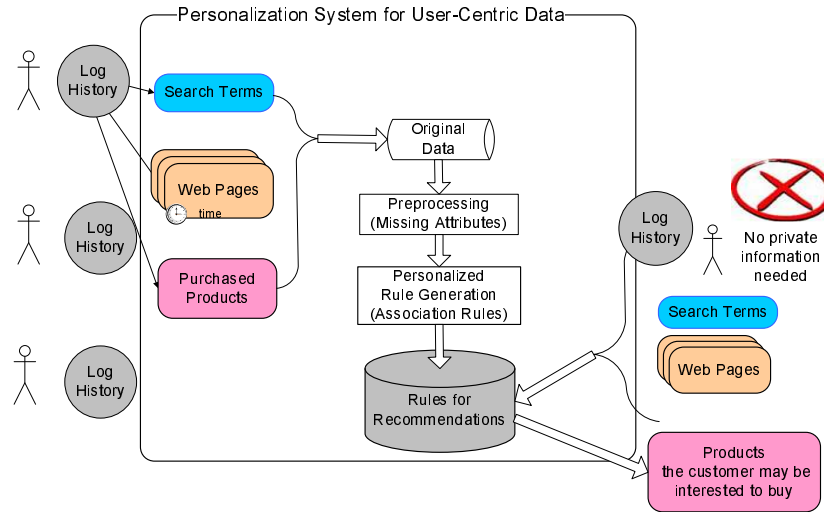 Personalization System for User-Centric Data
Log
History
Search Terms
Web Pages
time
Purchased
Products
Log
History
Log
History
Original
Data
Preprocessing
(Missing Attributes)
Personalized
Rule Generation
(Association Rules)
Rules for
Recommendations
Log
History
No private
information
needed
Search Terms
Web Pages
Products
the customer may be
interested to buy